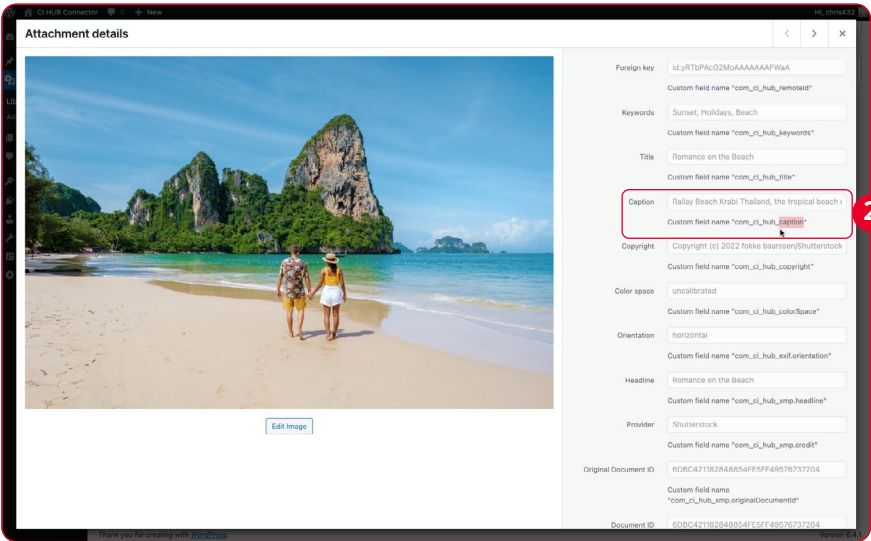 CI HUB Connector 0 + New
Hi, chris432
Attachment details
Foreign key
id:yRTbPAcG2MoAAAAAAAFWaA
Custom field name "com_ci_hub_remoteId"
Keywords
Sunset, Holidays, Beach
Custom field name "com_ci_hub_keywords"
Title
Romance on the Beach
Custom field name "com_ci_hub_title"
Caption
Railay Beach Krabi Thailand, the tropical beach
Custom field name "com_ci_hub_caption"
2
Copyright
Copyright (c) 2022 fokke baarssen/Shutterstock
Custom field name "com_ci_hub_copyright"
Color space
uncalibrated
Custom field name "com_ci_hub_colorSpace"
Orientation
horizontal
Custom field name "com_ci_hub_exif.orientation"
Headline
Romance on the Beach
Custom field name "com_ci_hub_xmp.headline"
Edit Image
Provider
Shutterstock
Custom field name "com_ci_hub_xmp.credit"
Original Document ID
6DBC421182848854FE5FF49576737204
Custom field name
"com_ci_hub_xmp.originalDocumentId"
Document ID
6DBC421182848854FE5FF49576737204
Thank you for creating with WordPress.
Version 6.4.1